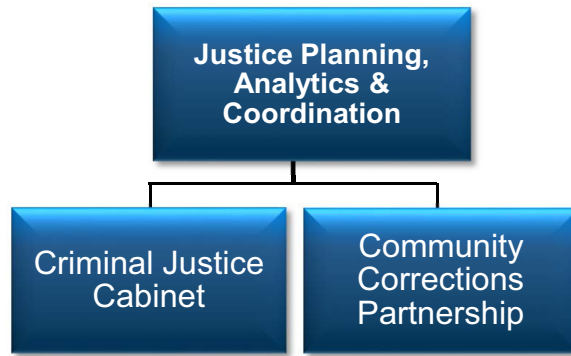 Justice Planning,
Analytics &
Coordination
Criminal Justice
Cabinet
Community
Corrections
Partnership